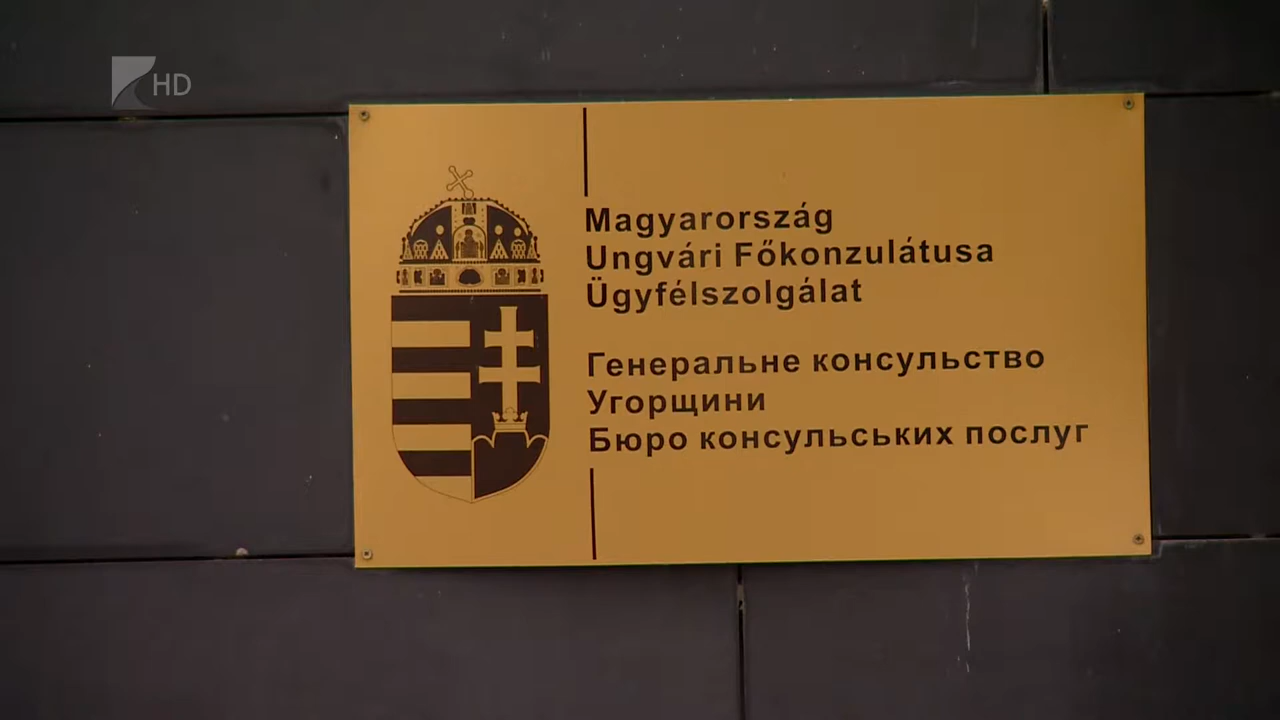 HD
Magyarország
Ungvári Főkonzulátusa
Ügyfélszolgálat
Генеральне консульство
Угорщини
Бюро консульських послуг